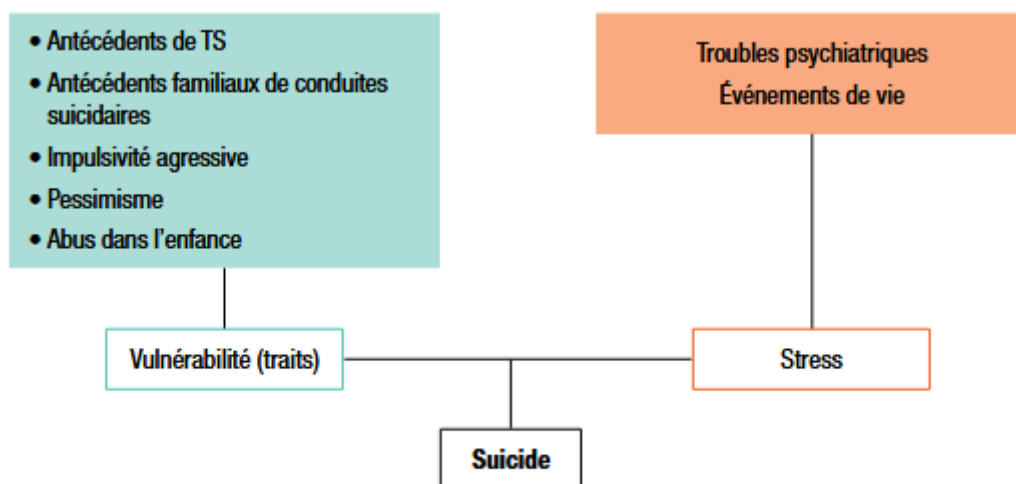 • Antécédents de TS
• Antécédents familiaux de conduites
suicidaires
• Impulsivité agressive
• Pessimisme
• Abus dans l'enfance
Troubles psychiatriques
Événements de vie
Vulnérabilité (traits)
Stress
Suicide